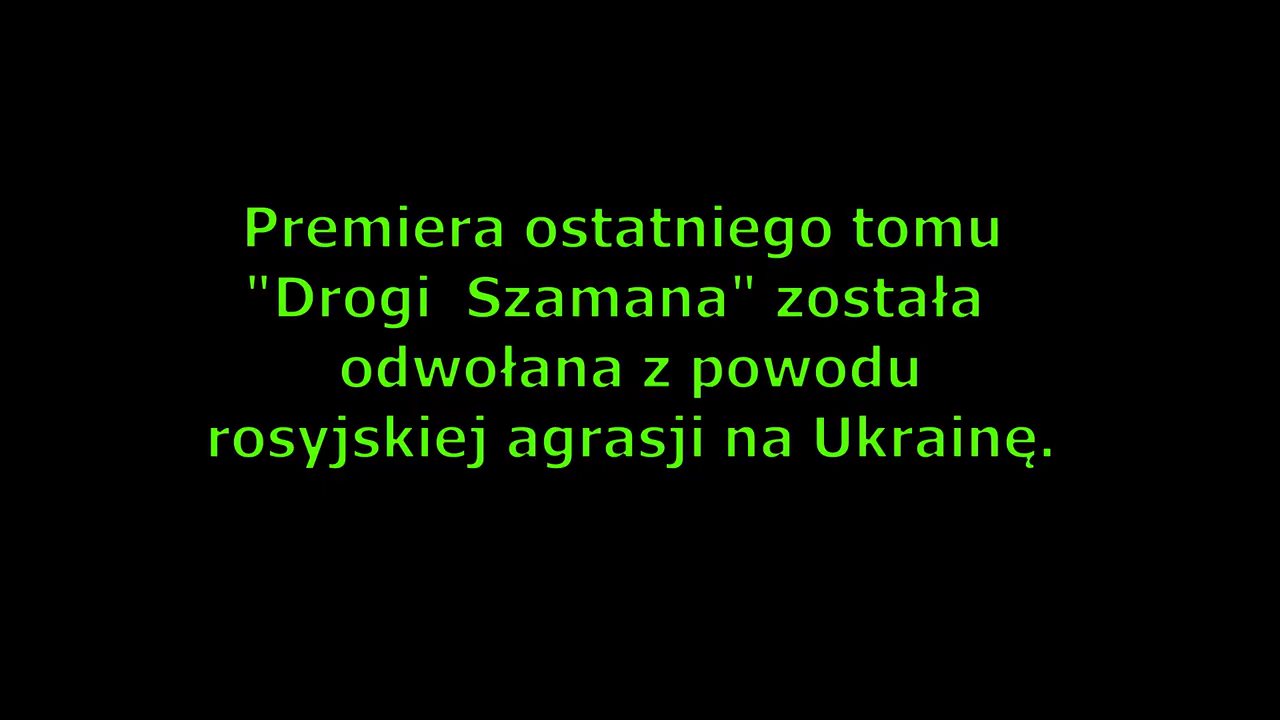 Premiera ostatniego tomu
"Drogi  Szamana" została
odwołana z powodu
rosyjskiej agrasji na Ukrainę.